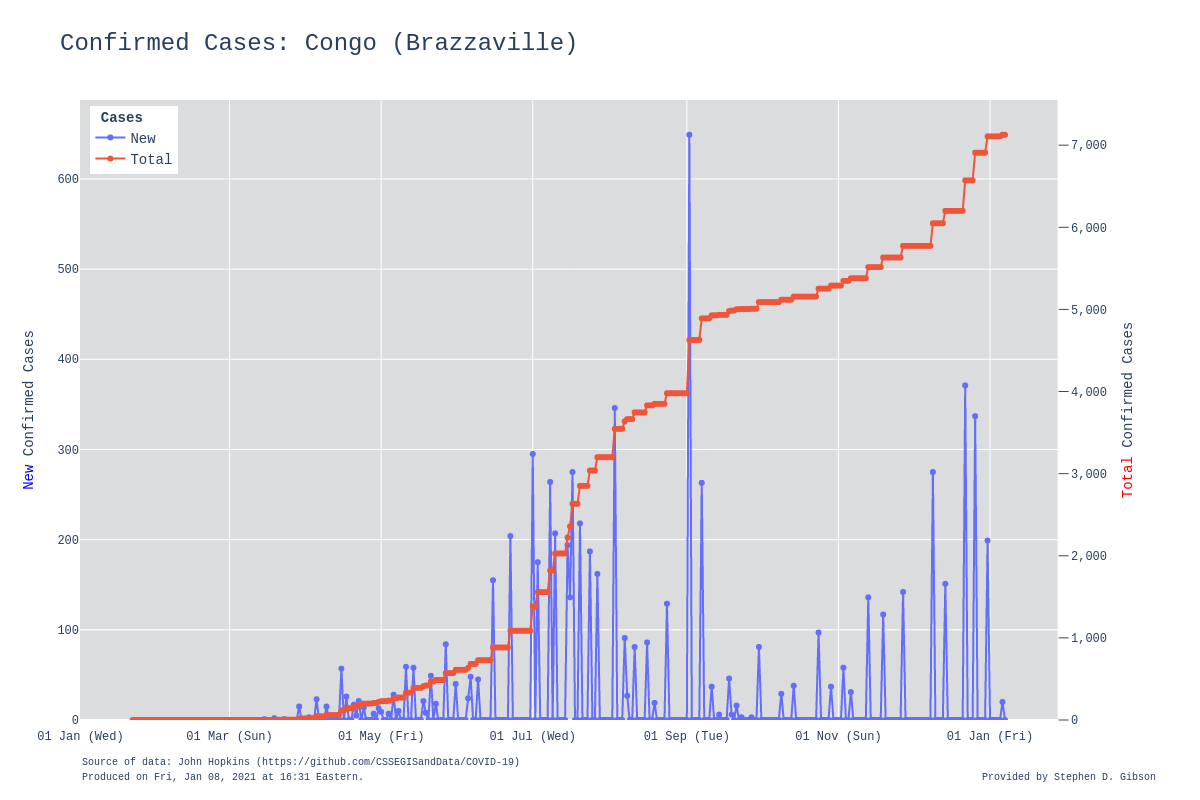 Confirmed Cases: Congo (Brazzaville)
Cases
New
Total
600
500
400
300
200
100
0
7,000
6,000
5,000
4,000
3,000
2,000
1,000
0
New Confirmed Cases
Total Confirmed Cases
01 Jan (Wed) 01 Mar (Sun) 01 May (Fri) 01 Jul (Wed) 01 Sep (Tue) 01 Nov (Sun) 01 Jan (Fri)
Source of data: John Hopkins (https://github.com/CSSEGISandData/COVID-19)
Produced on Fri, Jan 08, 2021 at 16:31 Eastern.
Provided by Stephen D. Gibson